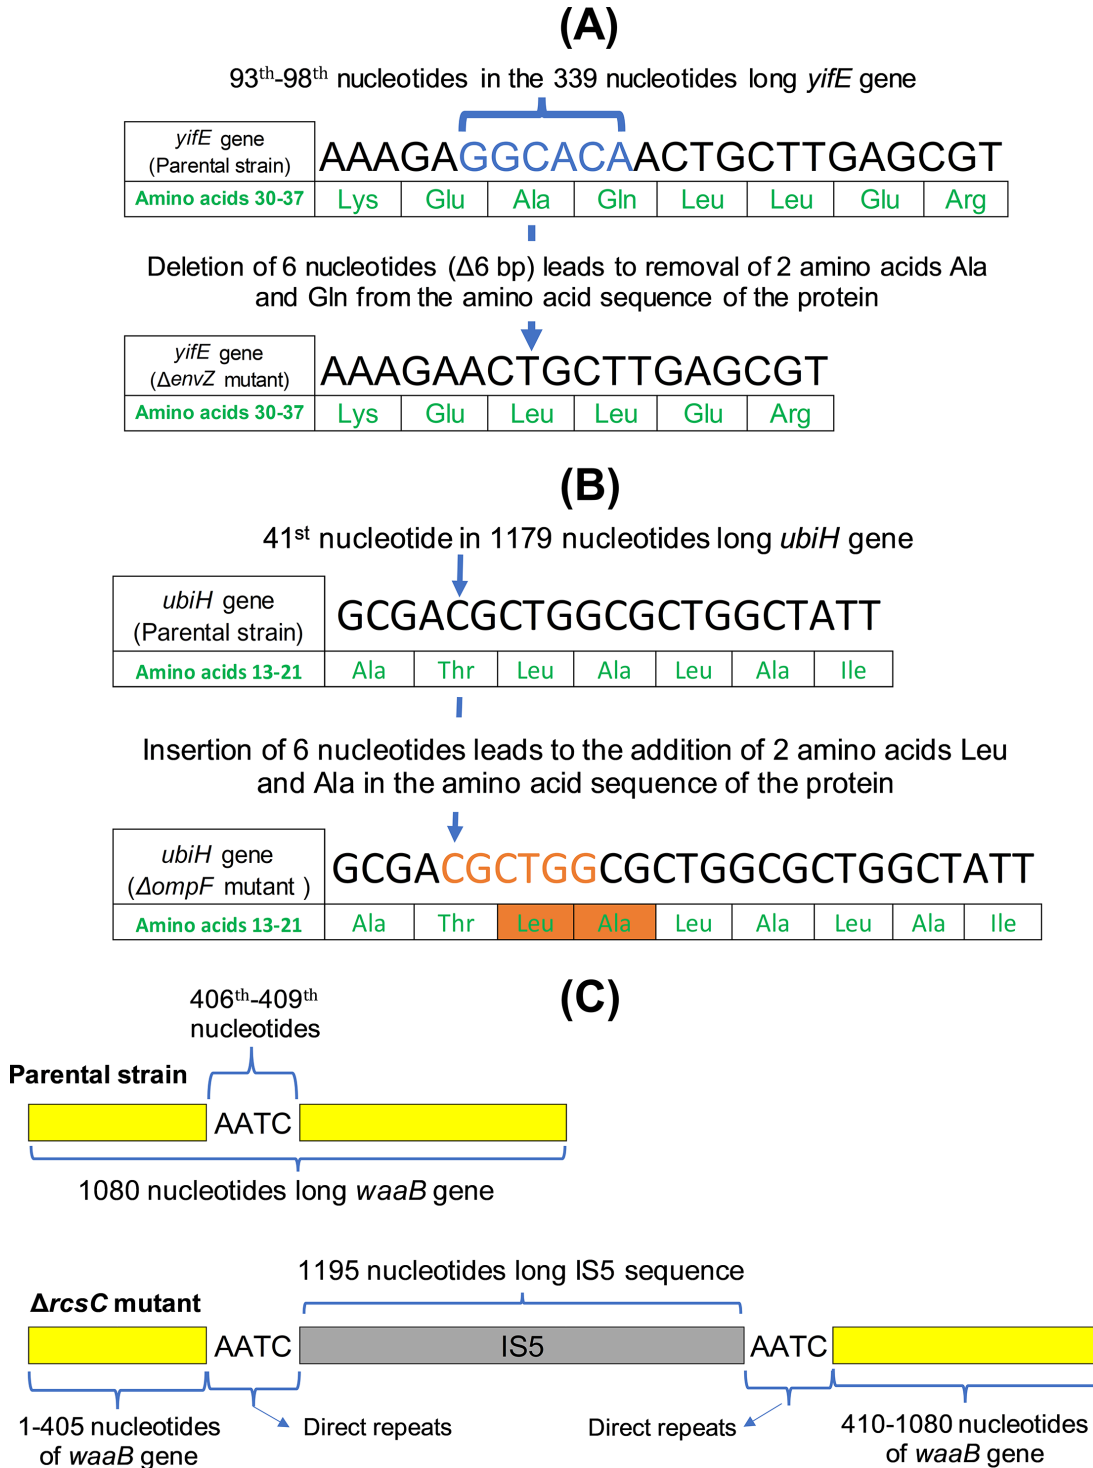 (A)
93th-98th nucleotides in the 339 nucleotides long yifE gene
yifE gene
(Parental strain)
AAAGAGGCACAACTGCTTGAGCGT
Amino acids 30-37
Lys Glu Ala Gln Leu Leu Glu Arg
Deletion of 6 nucleotides (Δ6 bp) leads to removal of 2 amino acids Ala
and Gln from the amino acid sequence of the protein
yifE gene
(ΔenvZ mutant)
AAAGAACTGCTTGAGCGT
Amino acids 30-37
Lys Glu Leu Leu Glu Arg
(B)
41st nucleotide in 1179 nucleotides long ubiH gene
ubiH gene
(Parental strain)
GCGACGCTGGCGCTGGCTATT
Amino acids 13-21
Ala Thr Leu Ala Leu Ala Ile
Insertion of 6 nucleotides leads to the addition of 2 amino acids Leu
and Ala in the amino acid sequence of the protein
ubiH gene
(ΔompF mutant )
GCGACGCTGGCGCTGGCGCTGGCTATT
Amino acids 13-21
Ala Thr Leu Ala Leu Ala Leu Ala Ile
(C)
406th-409th
nucleotides
Parental strain
AATC
1080 nucleotides long waaB gene
1195 nucleotides long IS5 sequence
ΔrcsC mutant
AATC IS5 AATC
1-405 nucleotides
of waaB gene
Direct repeats
Direct repeats
410-1080 nucleotides
of waaB gene